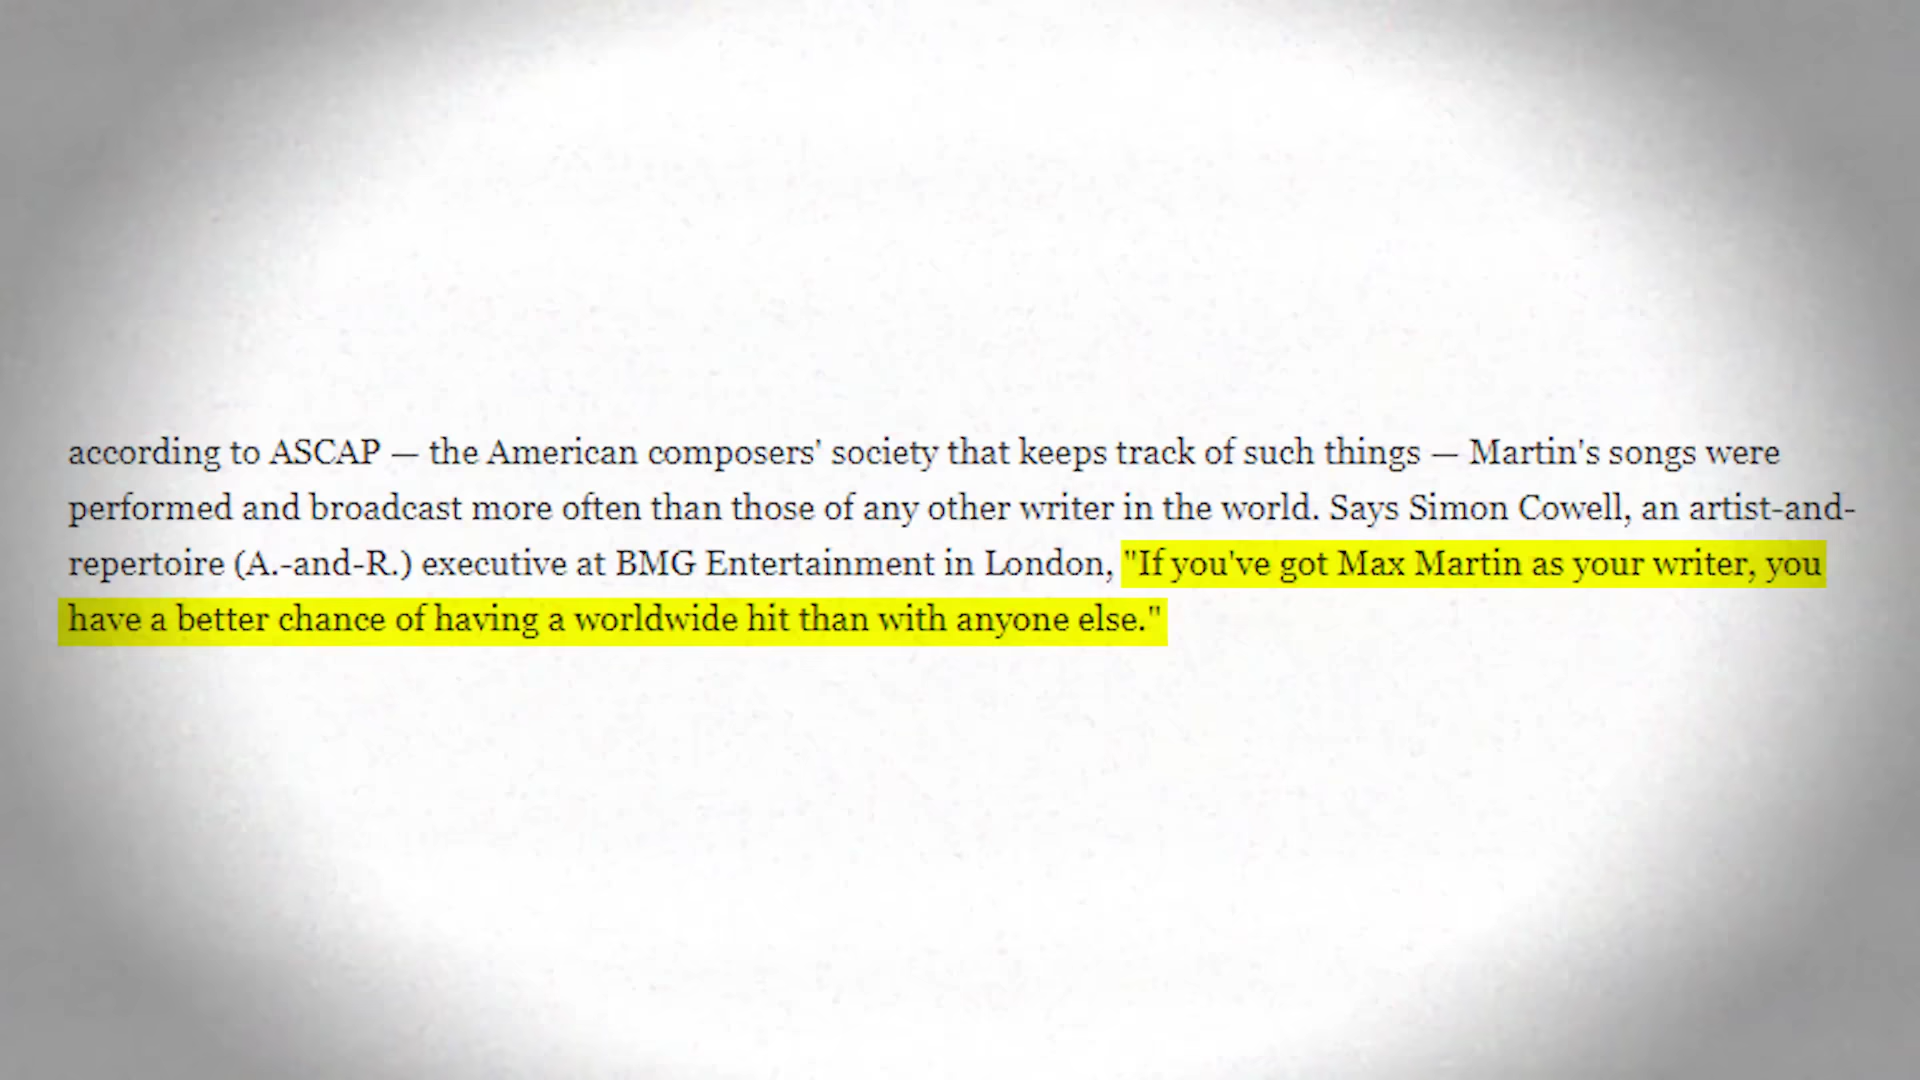 according to ASCAP — the American composers' society that keeps track of such things — Martin's songs were
performed and broadcast more often than those of any other writer in the world. Says Simon Cowell, an artist-and-
repertoire (A.-and-R.) executive at BMG Entertainment in London, "If you've got Max Martin as your writer, you
have a better chance of having a worldwide hit than with anyone else."